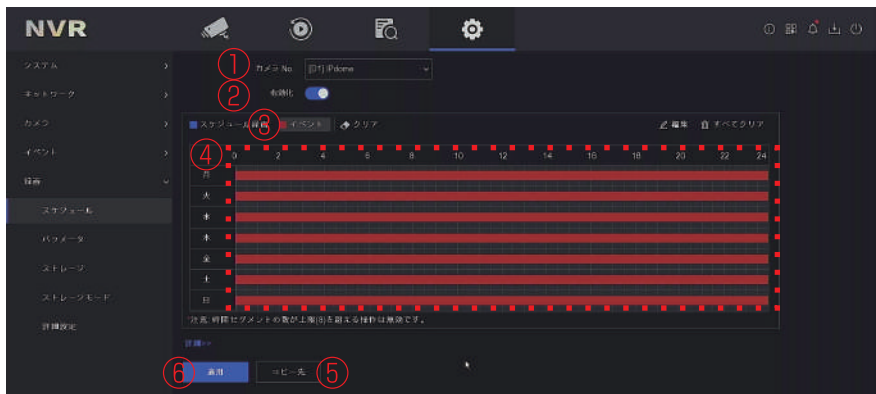 NVR
① カメラ No. [D1] IPdome
② 有効化
システム
ネットワーク
カメラ
イベント
録画
スケジュール
パラメータ
ストレージ
ストレージモード
詳細設定
スケジュール録画 ③ イベント クリア 編集 すべてクリア
④ 0 2 4 6 8 10 12 14 16 18 20 22 24
月
火
水
木
金
土
日
*注意: 時間セグメントの数が上限(8)を超える操作は無効です。
詳細>>
⑥ 適用 コピー先 ⑤